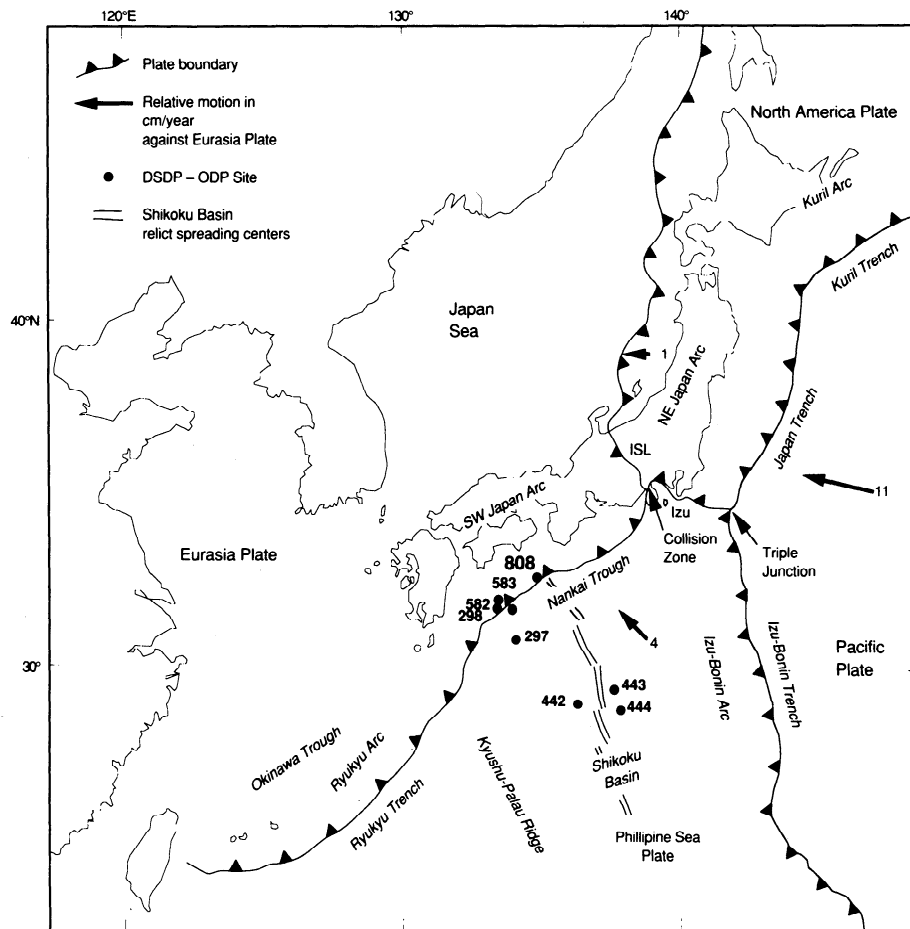 120°E
130°
140°
Plate boundary
Relative motion in
cm/year
against Eurasia Plate
DSDP – ODP Site
Shikoku Basin
relict spreading centers
North America Plate
Kuril Arc
Kuril Trench
40°N
Japan
Sea
1
NE Japan Arc
Japan Trench
ISL
11
SW Japan Arc
Izu
Collision
Zone
Triple
Junction
Eurasia Plate
808
583
582
298
297
Nankai Trough
4
30°
443
442
444
Izu-Bonin Arc
Izu-Bonin Trench
Pacific
Plate
Okinawa Trough
Ryukyu Arc
Ryukyu Trench
Kyushu-Palau Ridge
Shikoku
Basin
Phillipine Sea
Plate